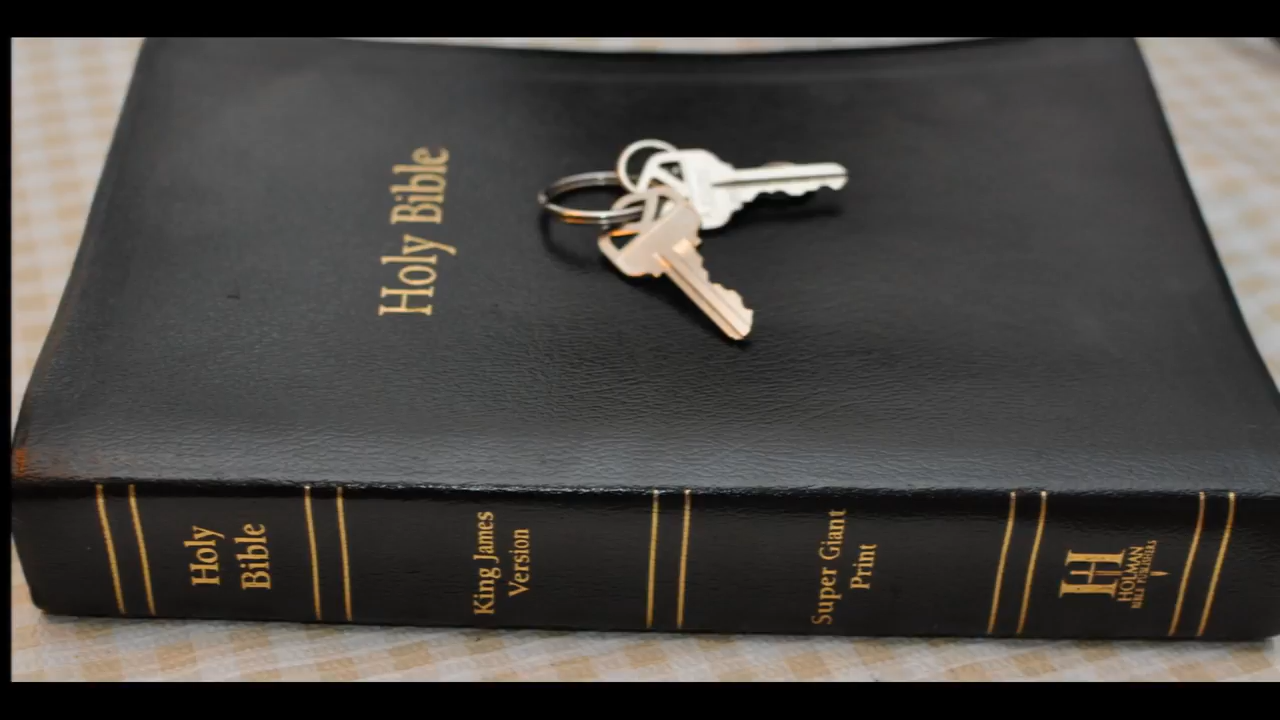 Holy Bible
Holy
Bible
King James
Version
Super Giant
Print
HOLMAN
BIBLE PUBLISHERS